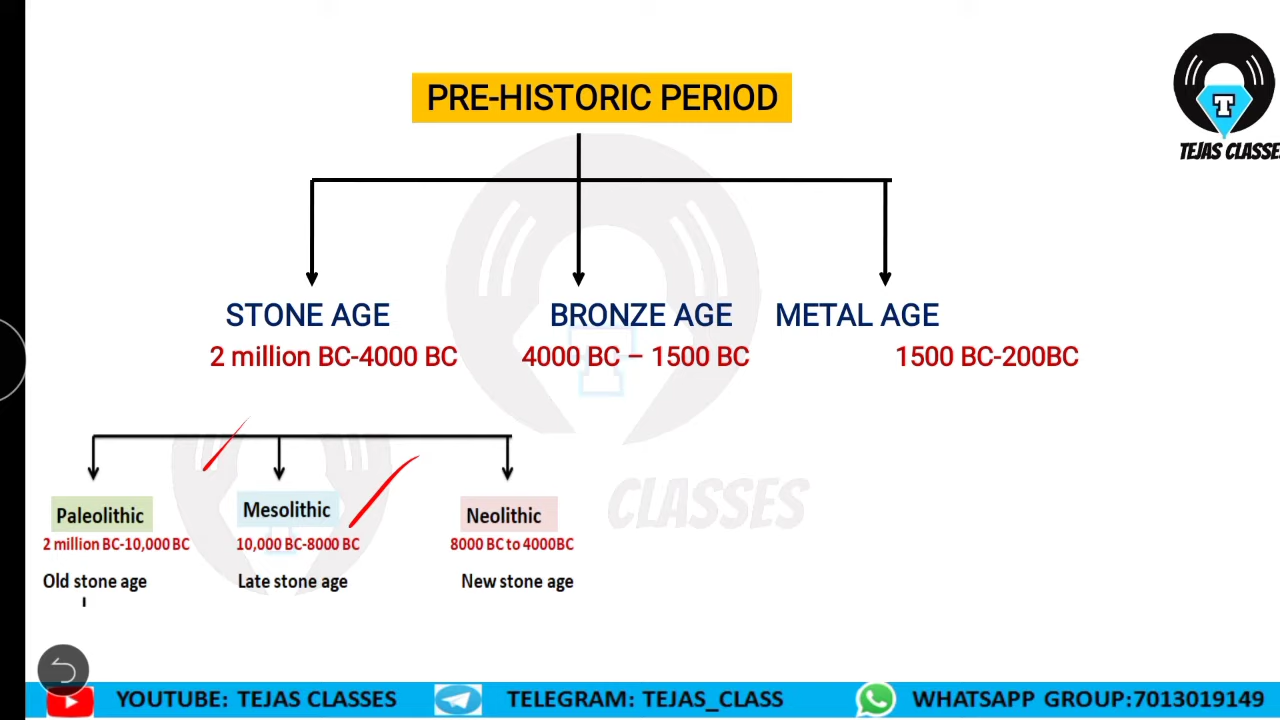 PRE-HISTORIC PERIOD
T
TEJAS CLASSES
STONE AGE
BRONZE AGE
METAL AGE
2 million BC-4000 BC
4000 BC – 1500 BC
1500 BC-200BC
CLASSES
Paleolithic
Mesolithic
Neolithic
2 million BC-10,000 BC
10,000 BC-8000 BC
8000 BC to 4000BC
Old stone age
Late stone age
New stone age
YOUTUBE: TEJAS CLASSES
TELEGRAM: TEJAS_CLASS
WHATSAPP GROUP:7013019149